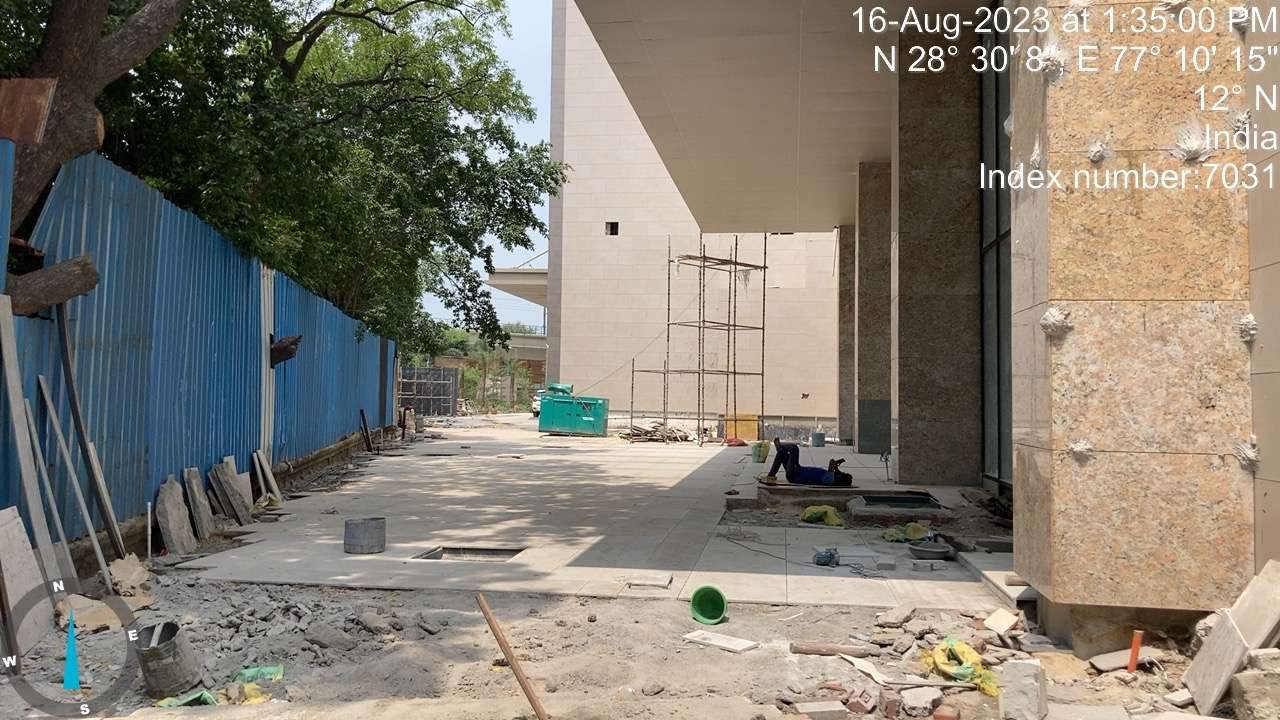 16-Aug-2023 at 1:35:00 PM
N 28° 30' 8" E 77° 10' 15"
12° N
India
Index number:7031
N
E
W
S